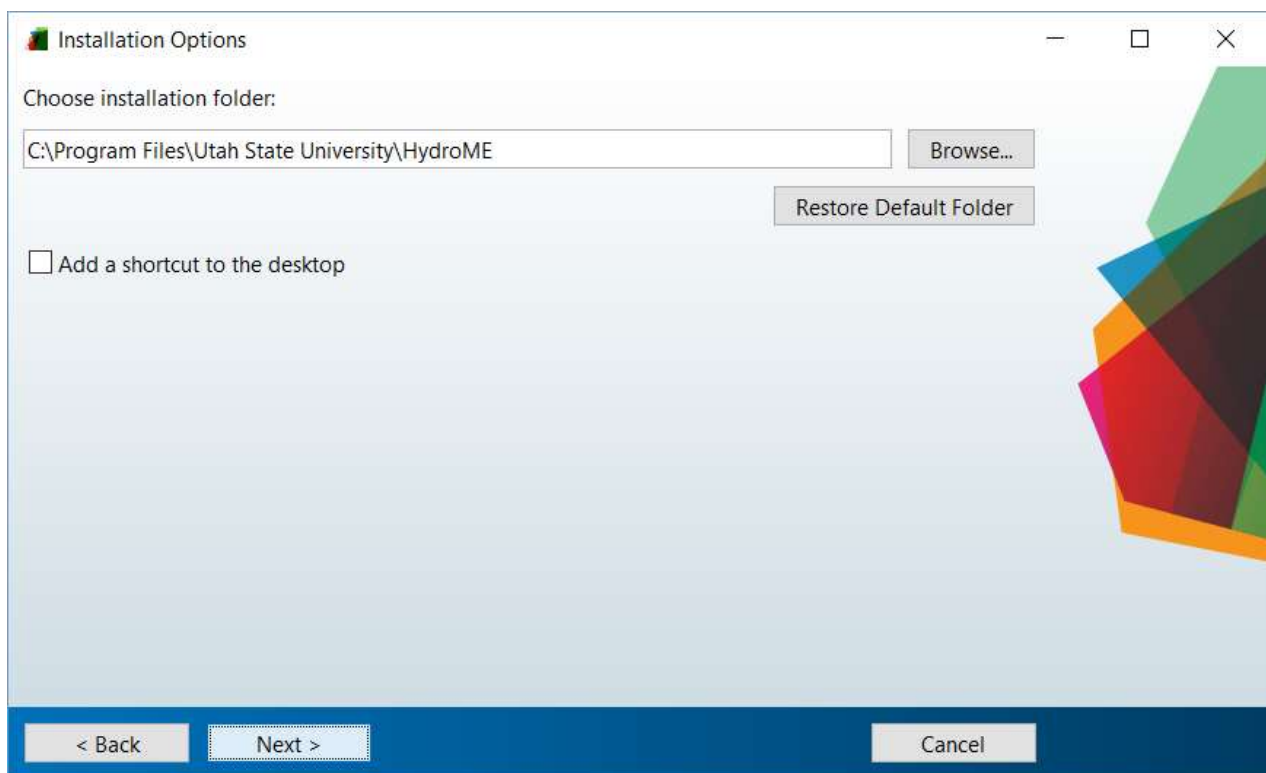 Installation Options
Choose installation folder:
C:\Program Files\Utah State University\HydroME
Browse...
Restore Default Folder
Add a shortcut to the desktop
< Back
Next >
Cancel